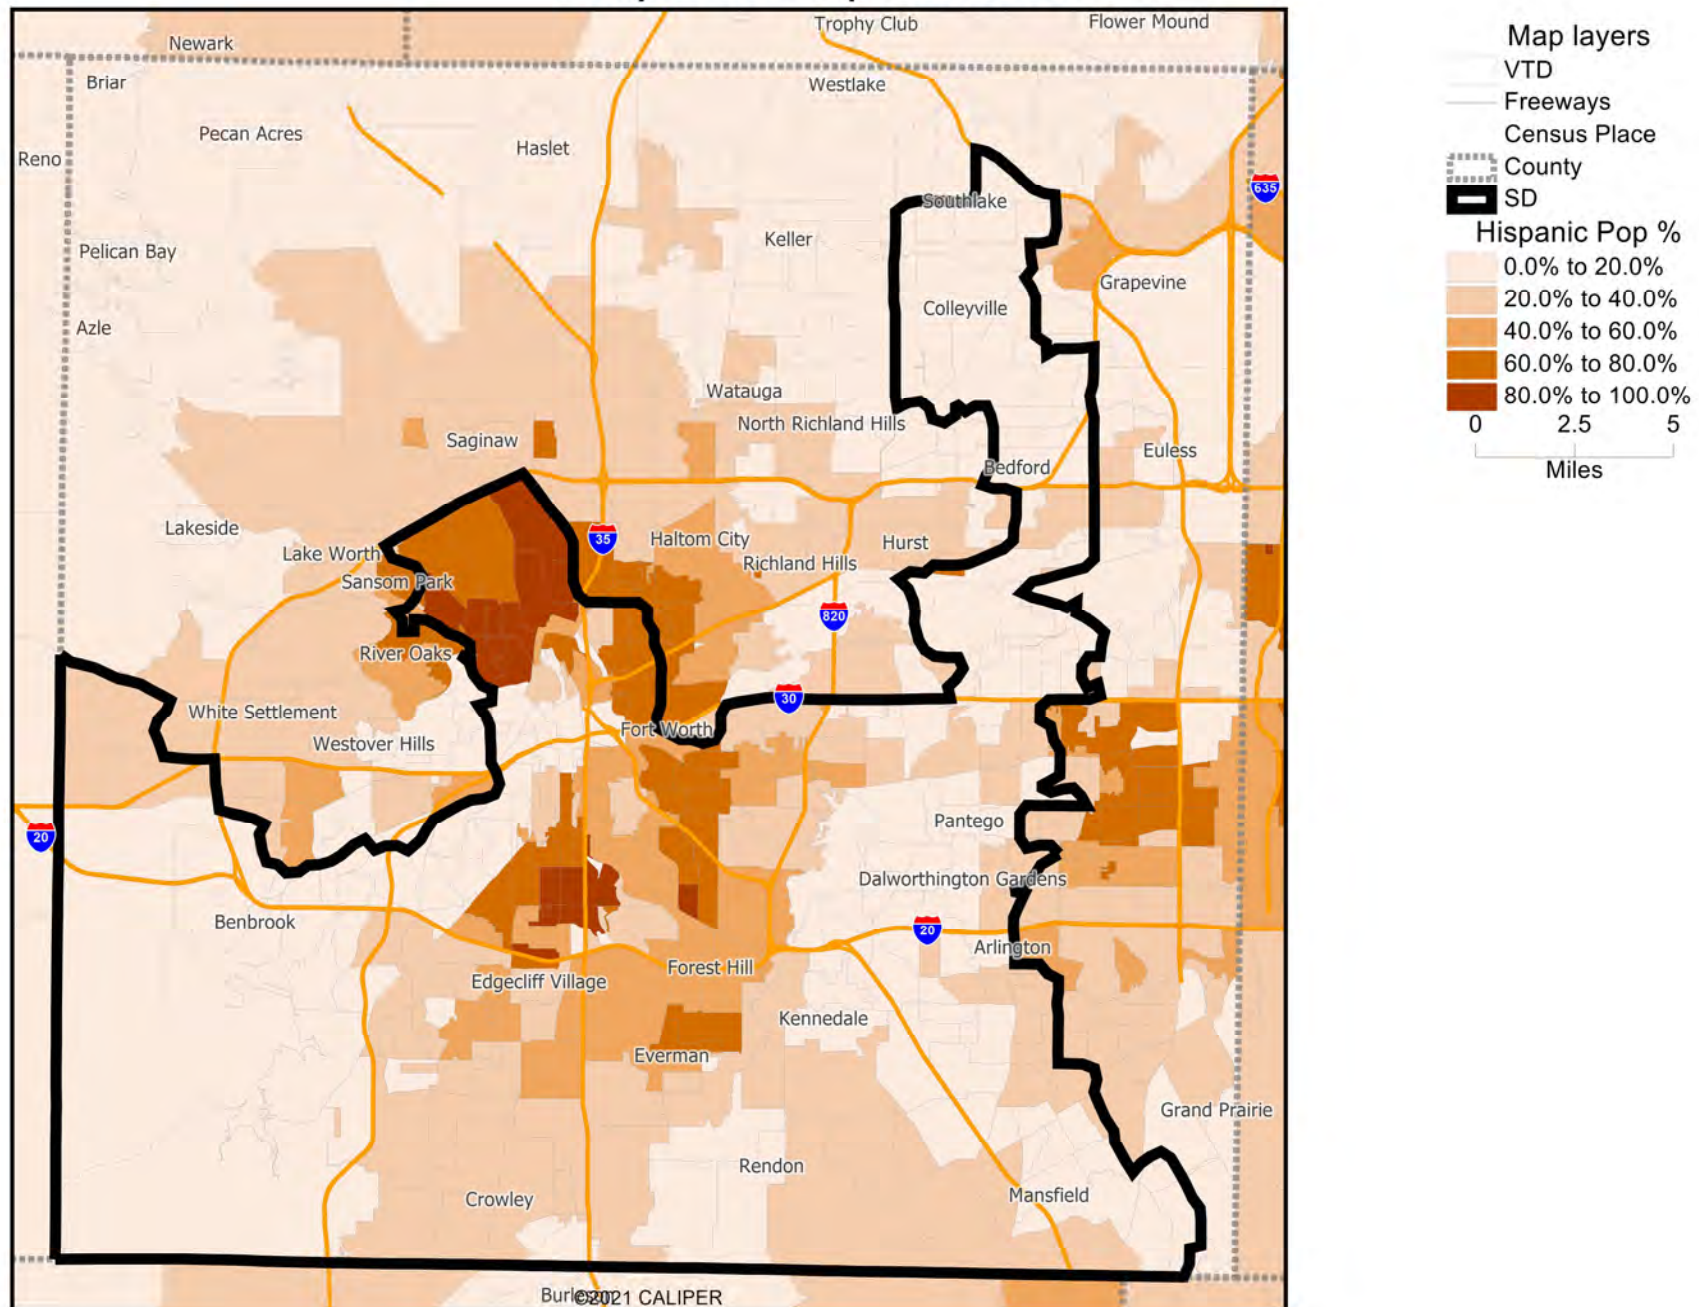 Trophy Club
Flower Mound
Newark
Briar
Westlake
Pecan Acres
Haslet
Reno
Southlake
635
Keller
Pelican Bay
Grapevine
Colleyville
Azle
Watauga
North Richland Hills
Saginaw
Euless
Bedford
Lakeside
Haltom City
35
Hurst
Lake Worth
Richland Hills
Sansom Park
820
River Oaks
30
White Settlement
Fort Worth
Westover Hills
Pantego
20
Dalworthington Gardens
Benbrook
20
Arlington
Forest Hill
Edgecliff Village
Kennedale
Everman
Grand Prairie
Rendon
Mansfield
Crowley
©2021 CALIPER
Map layers
VTD
Freeways
Census Place
County
SD
Hispanic Pop %
0.0% to 20.0%
20.0% to 40.0%
40.0% to 60.0%
60.0% to 80.0%
80.0% to 100.0%
0 2.5 5
Miles